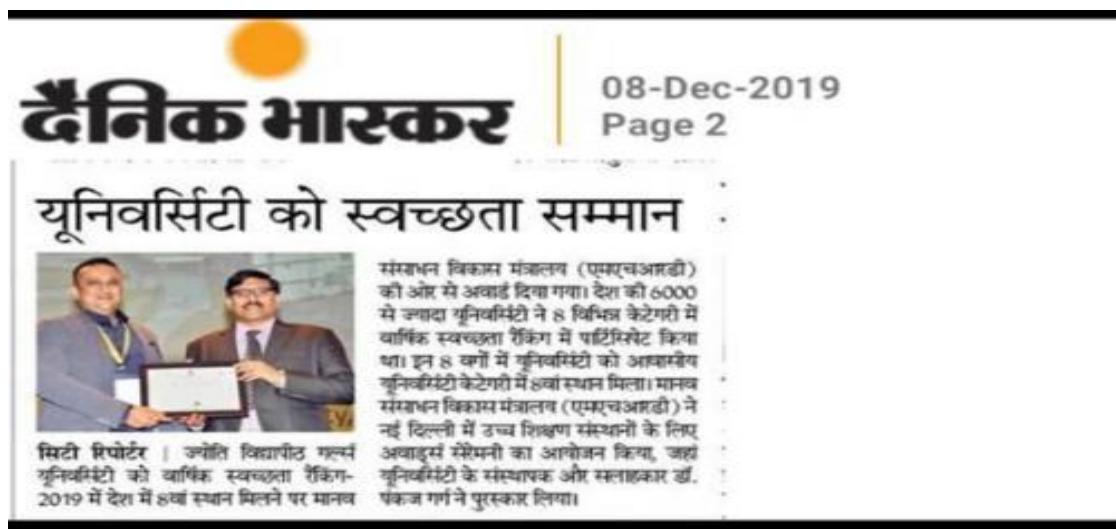 दैनिक भास्कर
08-Dec-2019
Page 2
यूनिवर्सिटी को स्वच्छता सम्मान
सिटी रिपोर्टर | ज्योति विद्यापीठ गर्ल्स
यूनिवर्सिटी को वार्षिक स्वच्छता रैंकिंग-
2019 में देश में 8वां स्थान मिलने पर मानव
संसाधन विकास मंत्रालय (एमएचआरडी)
की ओर से अवार्ड दिया गया। देश की 6000
से ज्यादा यूनिवर्सिटी ने 8 विभिन्न केटेगरी में
वार्षिक स्वच्छता रैंकिंग में पार्टिसिपेट किया
था। इन 8 वर्गों में यूनिवर्सिटी को आवासीय
यूनिवर्सिटी केटेगरी में 8वां स्थान मिला। मानव
संसाधन विकास मंत्रालय (एमएचआरडी) ने
नई दिल्ली में उच्च शिक्षण संस्थानों के लिए
अवार्ड्स सेरेमनी का आयोजन किया, जहां
यूनिवर्सिटी के संस्थापक और सलाहकार डॉ.
पंकज गर्ग ने पुरस्कार लिया।